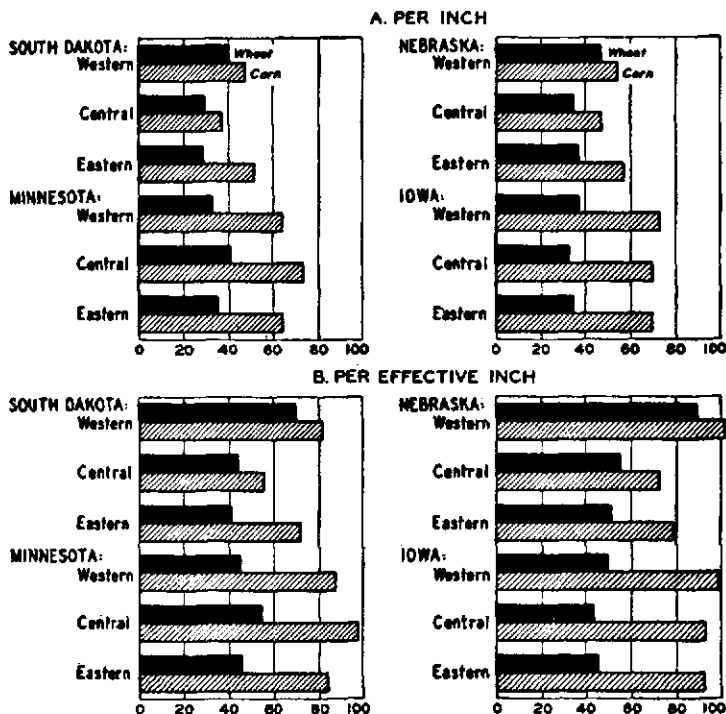 A. PER INCH
SOUTH DAKOTA:
Western
Wheat
Corn
Central
Eastern
MINNESOTA:
Western
Central
Eastern
0 20 40 60 80 100
NEBRASKA:
Western
Wheat
Corn
Central
Eastern
IOWA:
Western
Central
Eastern
0 20 40 60 80 100
B. PER EFFECTIVE INCH
SOUTH DAKOTA:
Western
Central
Eastern
MINNESOTA:
Western
Central
Eastern
0 20 40 60 80 100
NEBRASKA:
Western
Central
Eastern
IOWA:
Western
Central
Eastern
0 20 40 60 80 100